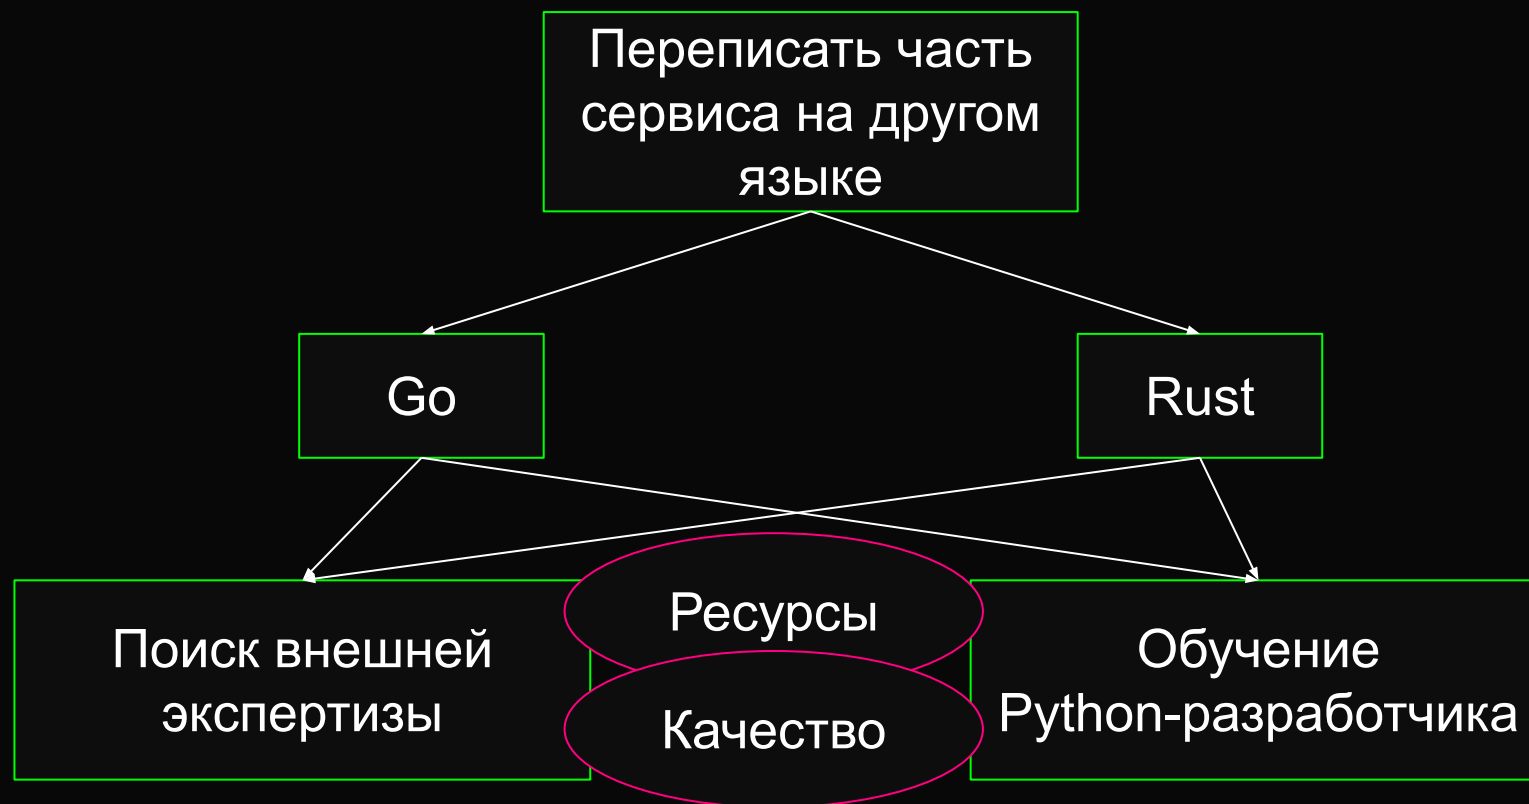 Переписать часть
сервиса на другом
языке
Go
Rust
Ресурсы
Поиск внешней
экспертизы
Качество
Обучение
Python-разработчика